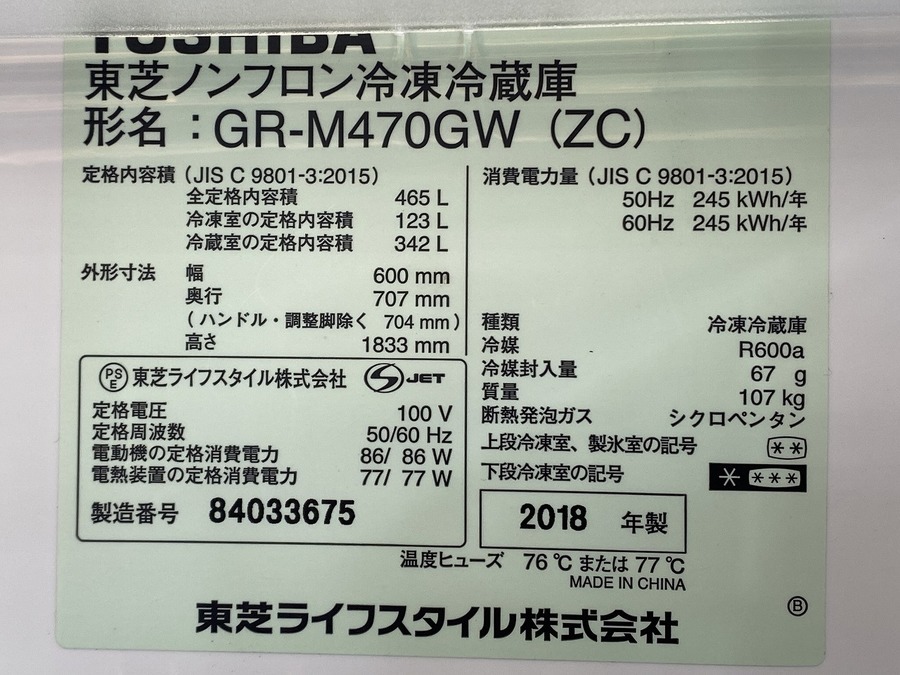 TOSHIBA
東芝ノンフロン冷凍冷蔵庫
形名：GR-M470GW (ZC)
定格内容積 (JIS C 9801-3:2015)
全定格内容積 465 L
冷凍室の定格内容積 123 L
冷蔵室の定格内容積 342 L
外形寸法 幅 600 mm
奥行 707 mm
(ハンドル・調整脚除く 704 mm)
高さ 1833 mm
PSE 東芝ライフスタイル株式会社 S JET
定格電圧 100 V
定格周波数 50/60 Hz
電動機の定格消費電力 86/ 86 W
電熱装置の定格消費電力 77/ 77 W
製造番号 84033675
消費電力量 (JIS C 9801-3:2015)
50Hz 245 kWh/年
60Hz 245 kWh/年
種類 冷凍冷蔵庫
冷媒 R600a
冷媒封入量 67 g
質量 107 kg
断熱発泡ガス シクロペンタン
上段冷凍室、製氷室の記号 **
下段冷凍室の記号 * ***
2018 年製
温度ヒューズ 76 ℃ または 77 ℃
MADE IN CHINA
B
東芝ライフスタイル株式会社